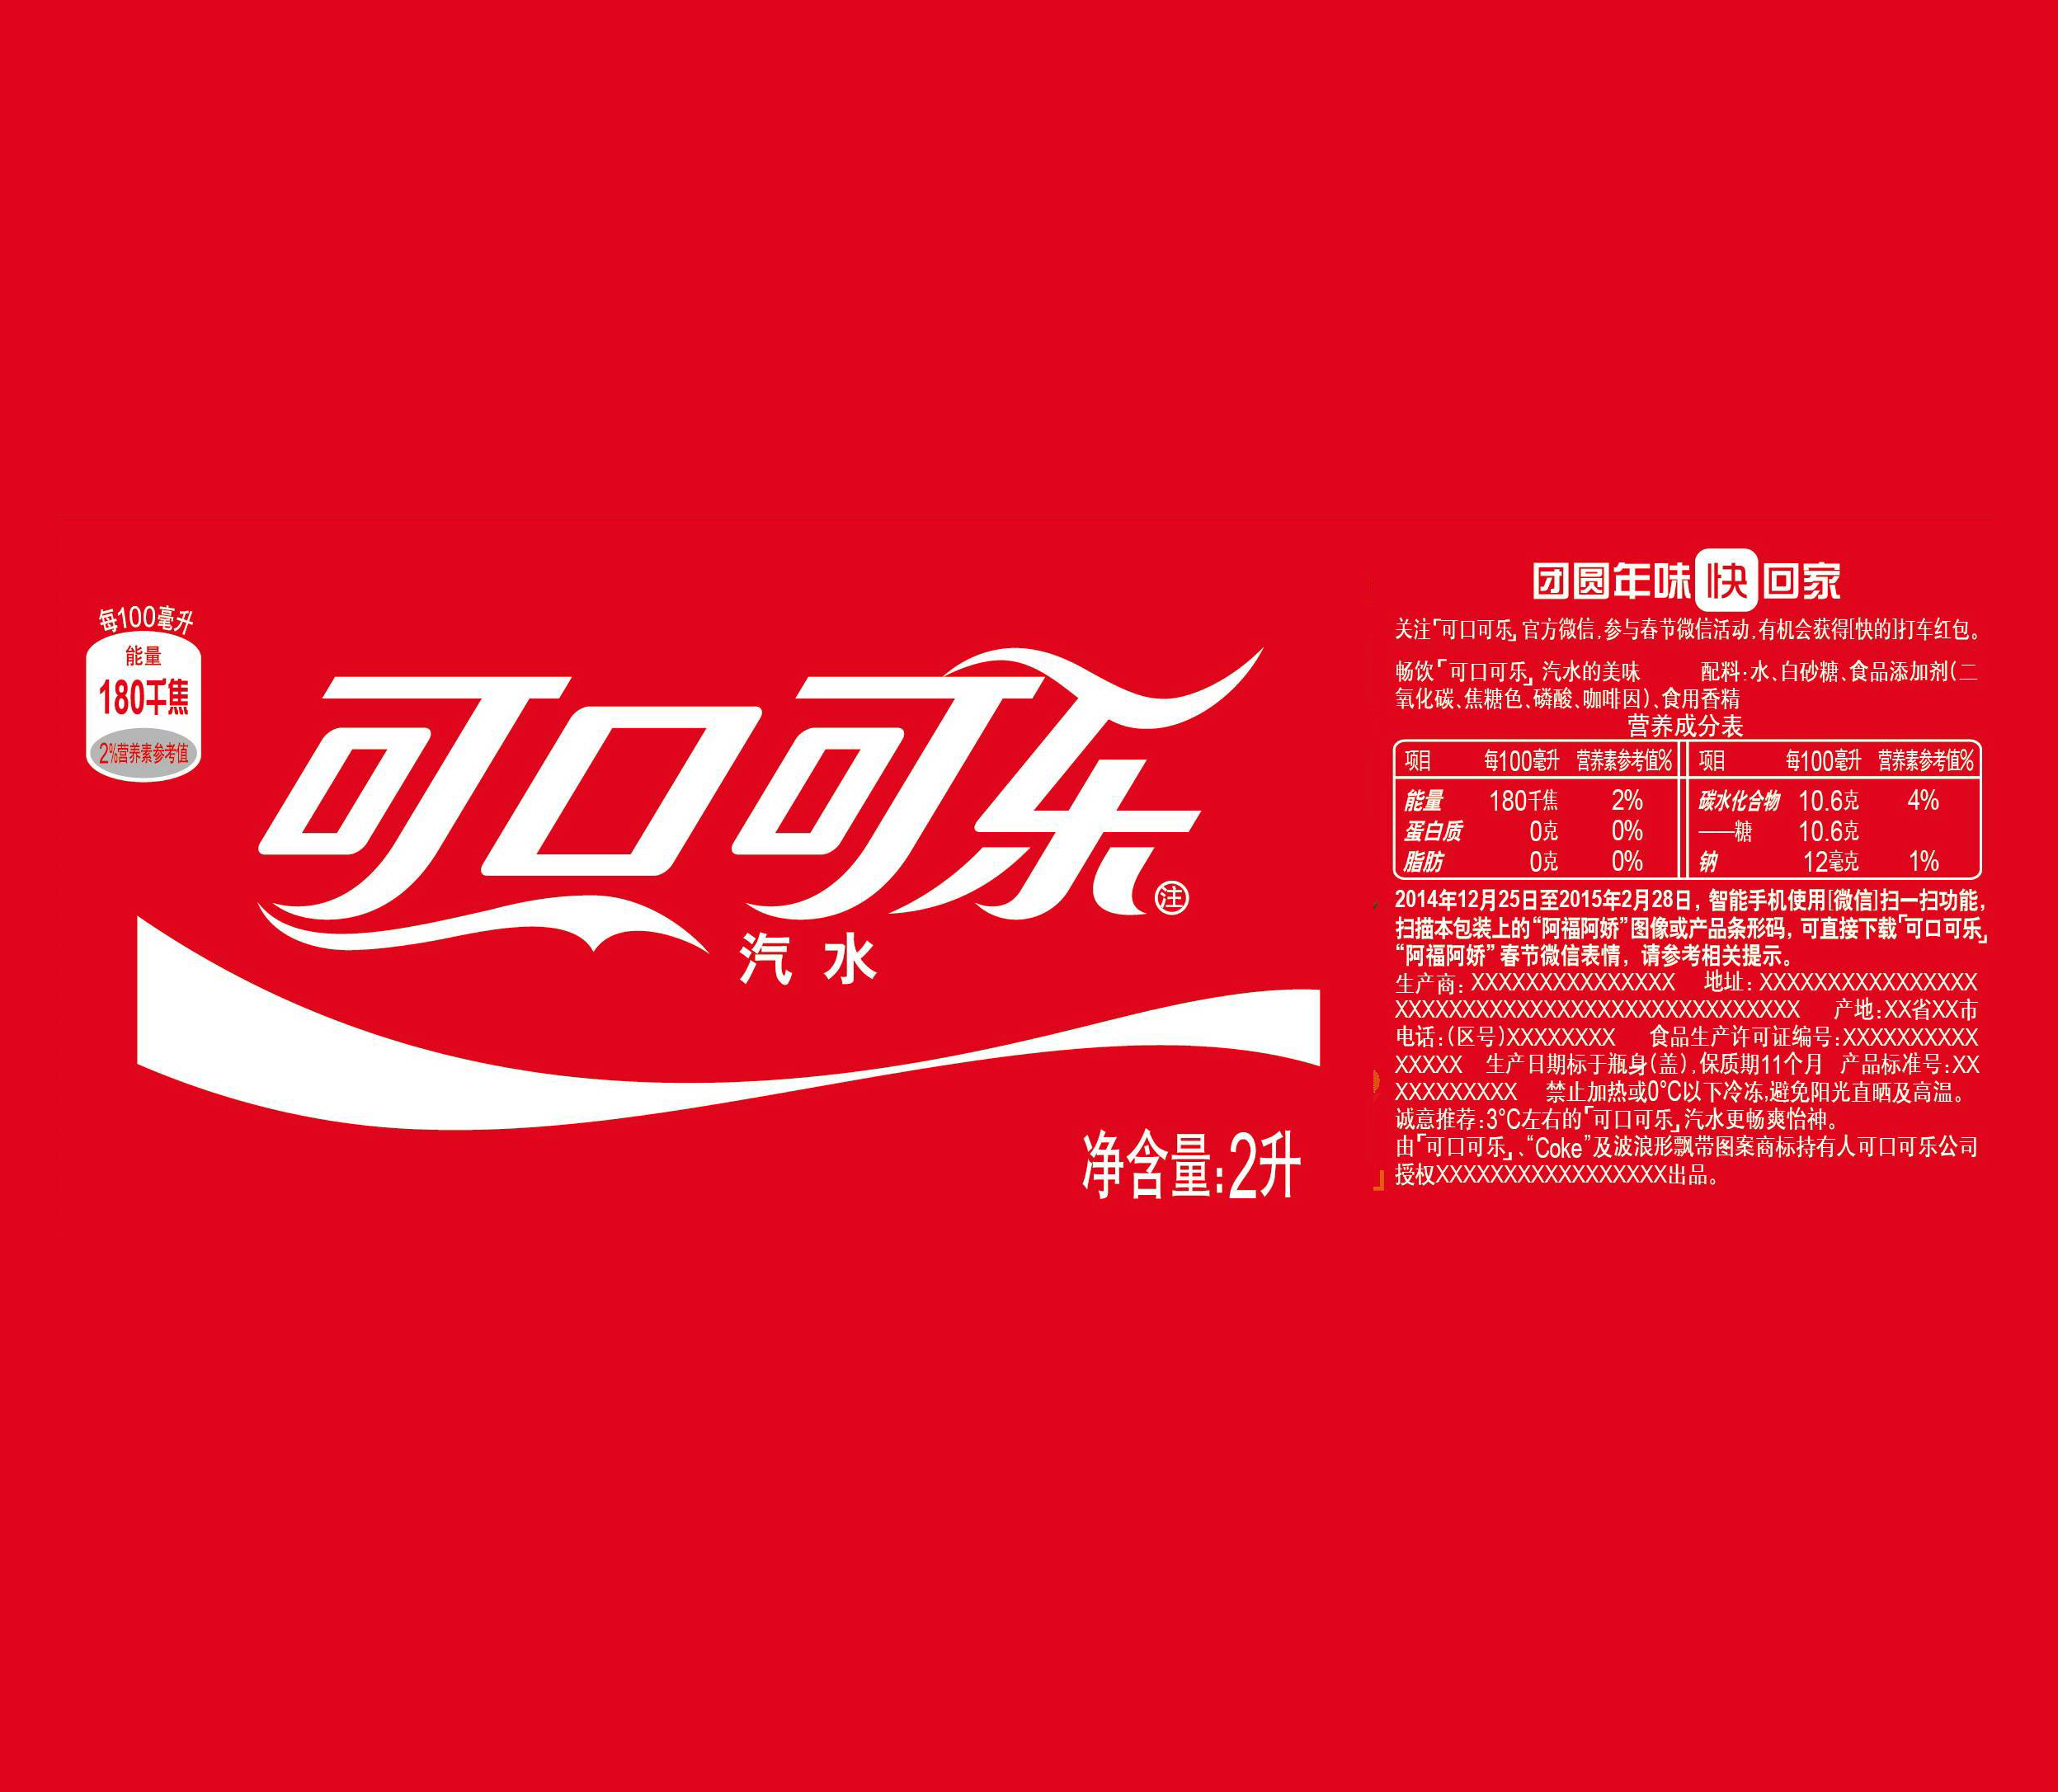 每100毫升
能量
180千焦
2%营养素参考值
可口可乐
注
汽水
净含量:2升
团圆年味快回家
关注「可口可乐」官方微信,参与春节微信活动,有机会获得[快的]打车红包。
畅饮「可口可乐」汽水的美味 配料:水、白砂糖、食品添加剂(二
氧化碳、焦糖色、磷酸、咖啡因)、食用香精
营养成分表
项目 每100毫升 营养素参考值% 项目 每100毫升 营养素参考值%
能量 180千焦 2% 碳水化合物 10.6克 4%
蛋白质 0克 0% ——糖 10.6克
脂肪 0克 0% 钠 12毫克 1%
2014年12月25日至2015年2月28日，智能手机使用[微信]扫一扫功能，
扫描本包装上的“阿福阿娇”图像或产品条形码，可直接下载「可口可乐」
“阿福阿娇”春节微信表情，请参考相关提示。
生产商: XXXXXXXXXXXXXXX 地址: XXXXXXXXXXXXXXXX
XXXXXXXXXXXXXXXXXXXXXXXXXXXXXX 产地:XX省XX市
电话:(区号)XXXXXXXX 食品生产许可证编号:XXXXXXXXXX
XXXXX 生产日期标于瓶身(盖),保质期11个月 产品标准号:XX
XXXXXXXXX 禁止加热或0°C以下冷冻,避免阳光直晒及高温。
诚意推荐:3°C左右的「可口可乐」汽水更畅爽怡神。
由「可口可乐」、“Coke”及波浪形飘带图案商标持有人可口可乐公司
授权XXXXXXXXXXXXXXXXX出品。